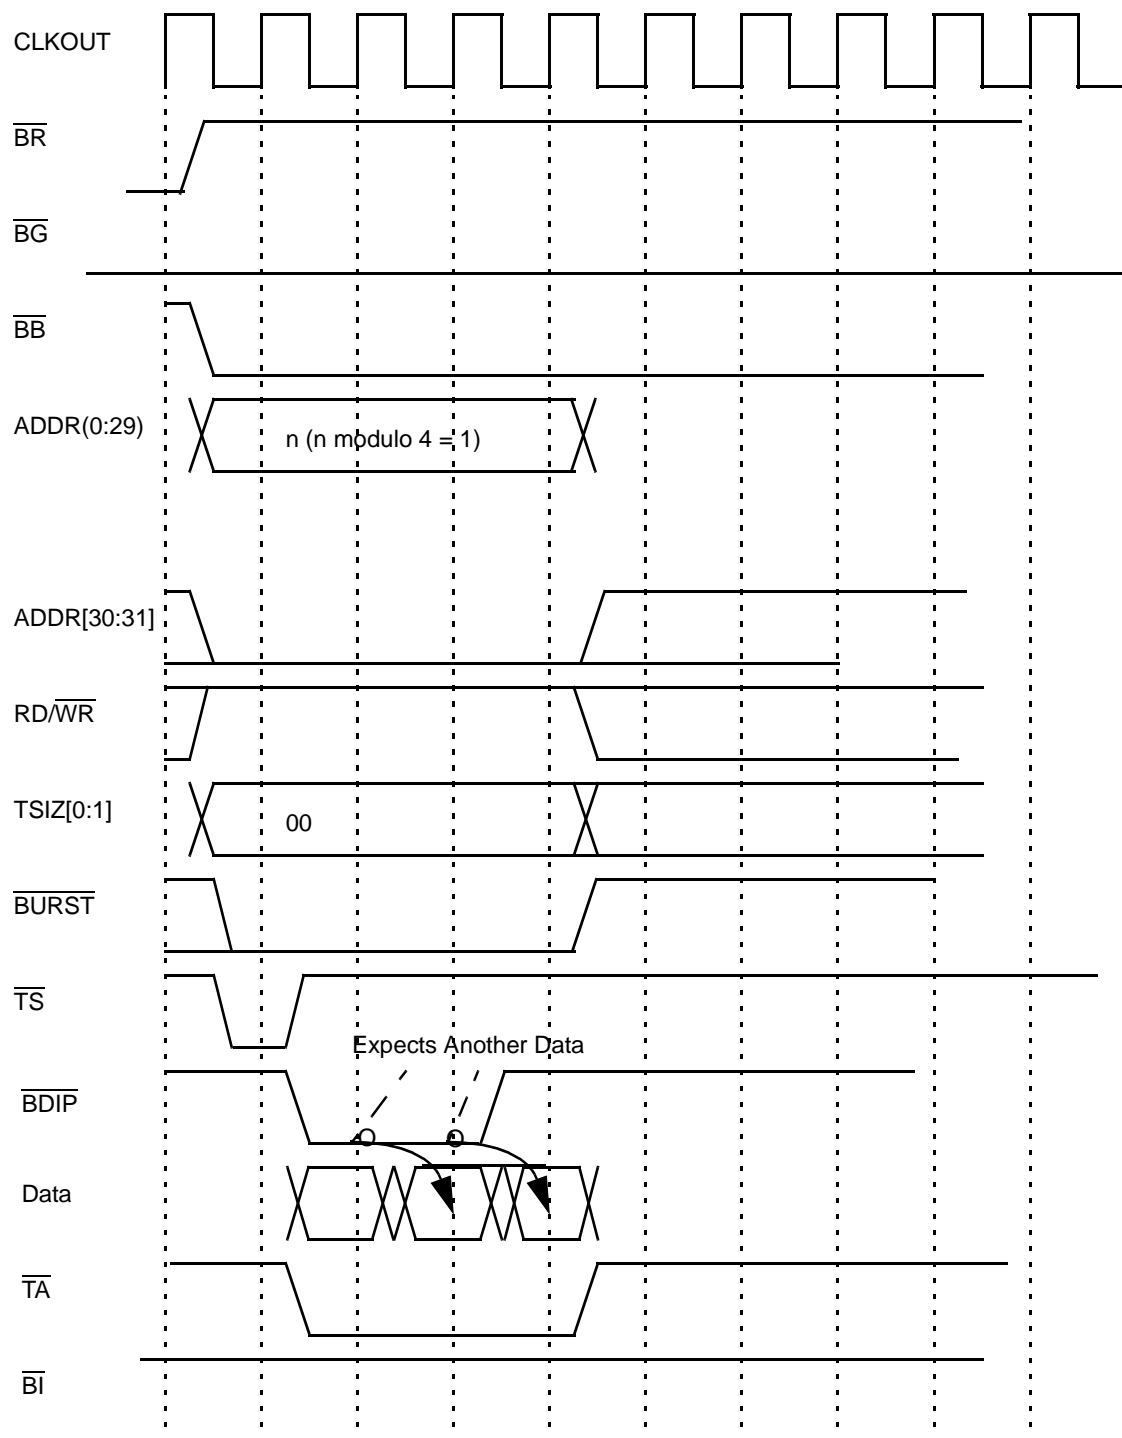 CLKOUT
BR
BG
BB
ADDR(0:29)
n (n modulo 4 = 1)
ADDR[30:31]
RD/WR
TSIZ[0:1]
00
BURST
TS
Expects Another Data
BDIP
Data
TA
BI